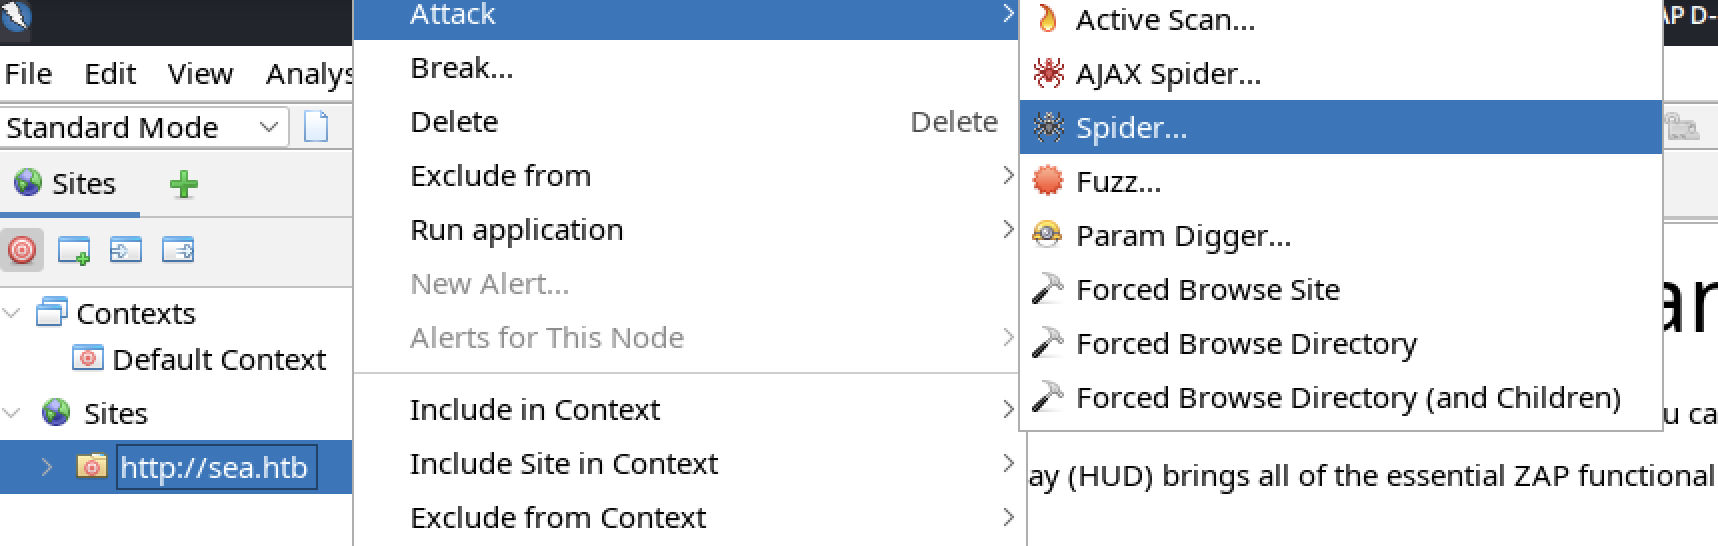 AP D-
File Edit View Analys
Standard Mode
Sites
Contexts
Default Context
Sites
http://sea.htb
Attack
Break...
Delete Delete
Exclude from
Run application
New Alert...
Alerts for This Node
Include in Context
Include Site in Context
Exclude from Context
Active Scan...
AJAX Spider...
Spider...
Fuzz...
Param Digger...
Forced Browse Site
Forced Browse Directory
Forced Browse Directory (and Children)
ar
u ca
ay (HUD) brings all of the essential ZAP functional